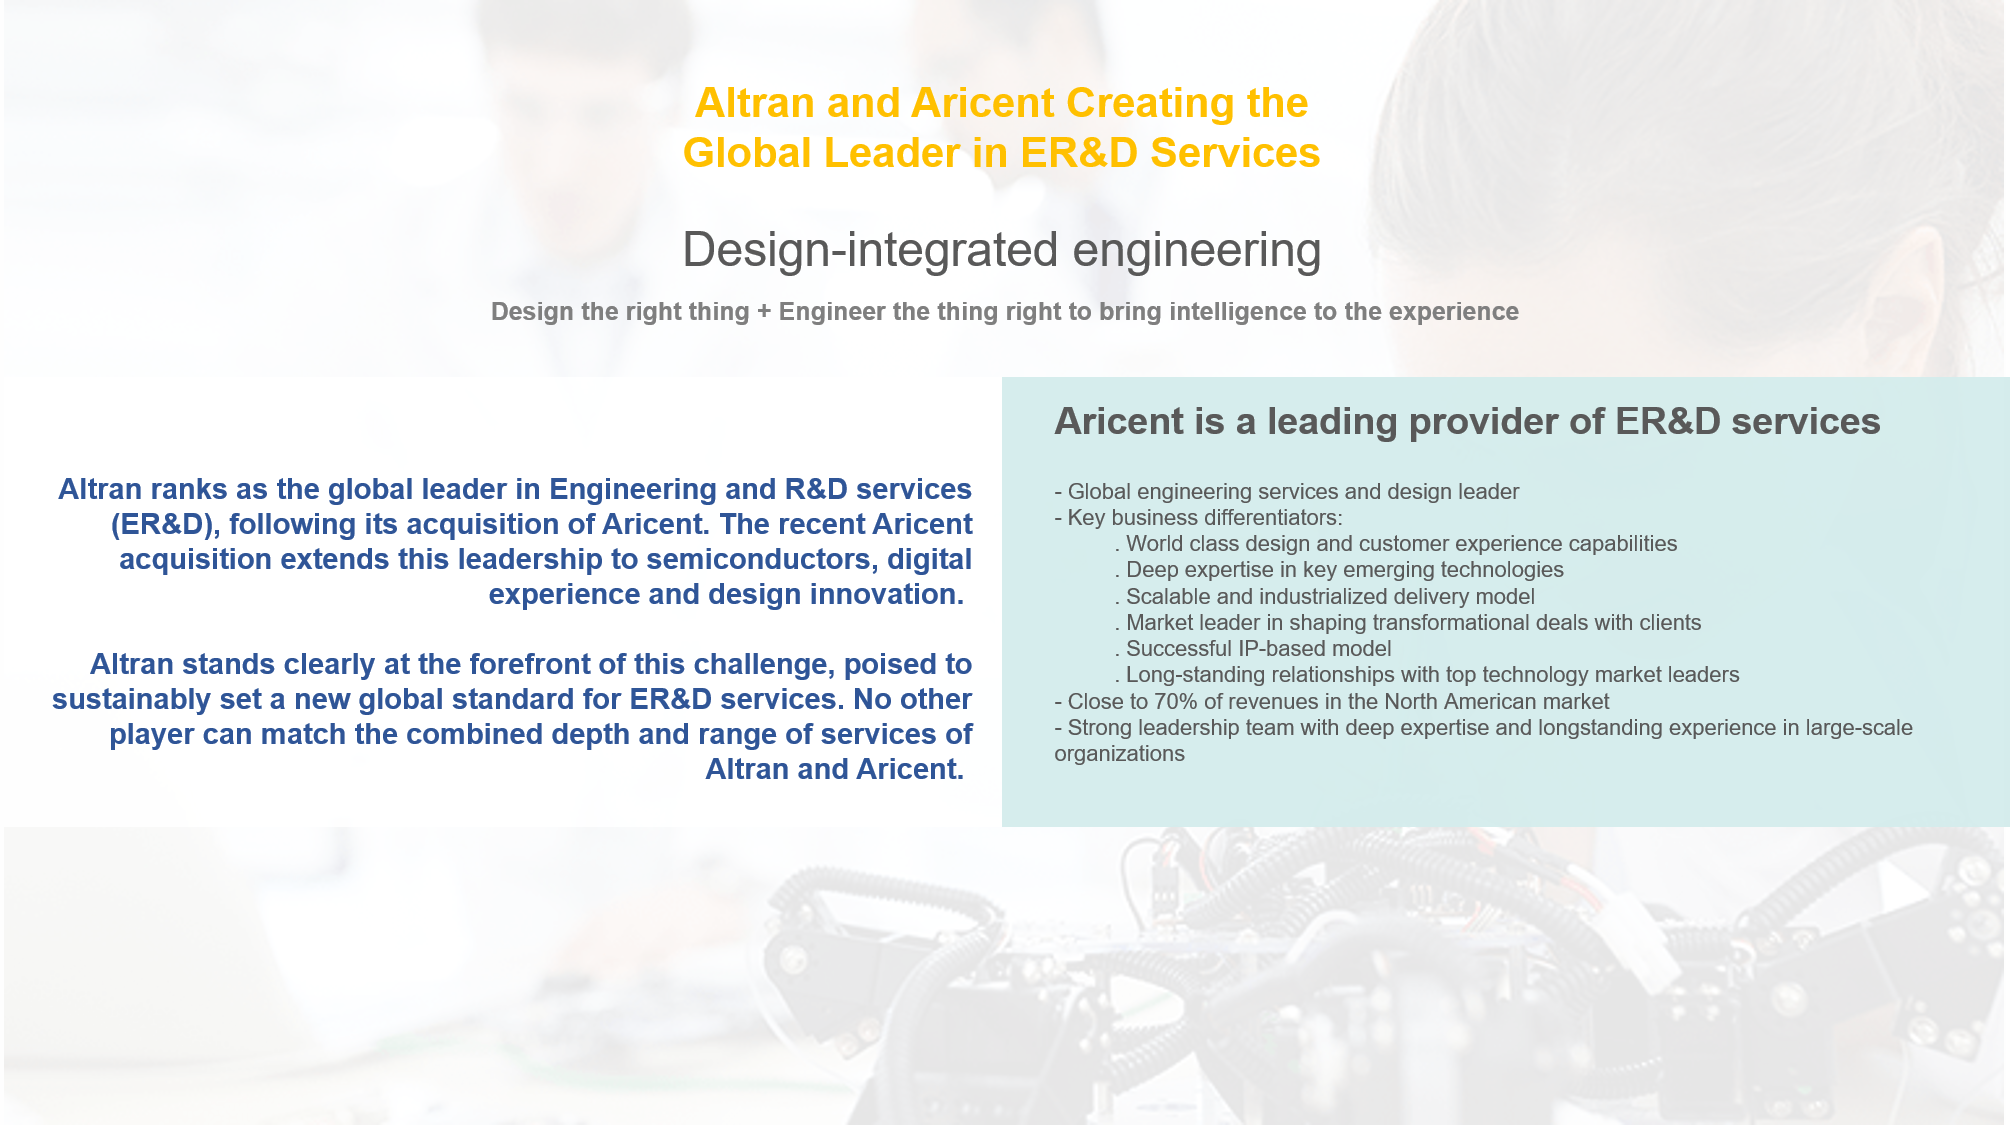 Altran and Aricent Creating the
Global Leader in ER&D Services
Design-integrated engineering
Design the right thing + Engineer the thing right to bring intelligence to the experience
Altran ranks as the global leader in Engineering and R&D services
(ER&D), following its acquisition of Aricent. The recent Aricent
acquisition extends this leadership to semiconductors, digital
experience and design innovation.
Altran stands clearly at the forefront of this challenge, poised to
sustainably set a new global standard for ER&D services. No other
player can match the combined depth and range of services of
Altran and Aricent.
Aricent is a leading provider of ER&D services
- Global engineering services and design leader
- Key business differentiators:
. World class design and customer experience capabilities
. Deep expertise in key emerging technologies
. Scalable and industrialized delivery model
. Market leader in shaping transformational deals with clients
. Successful IP-based model
. Long-standing relationships with top technology market leaders
- Close to 70% of revenues in the North American market
- Strong leadership team with deep expertise and longstanding experience in large-scale
organizations